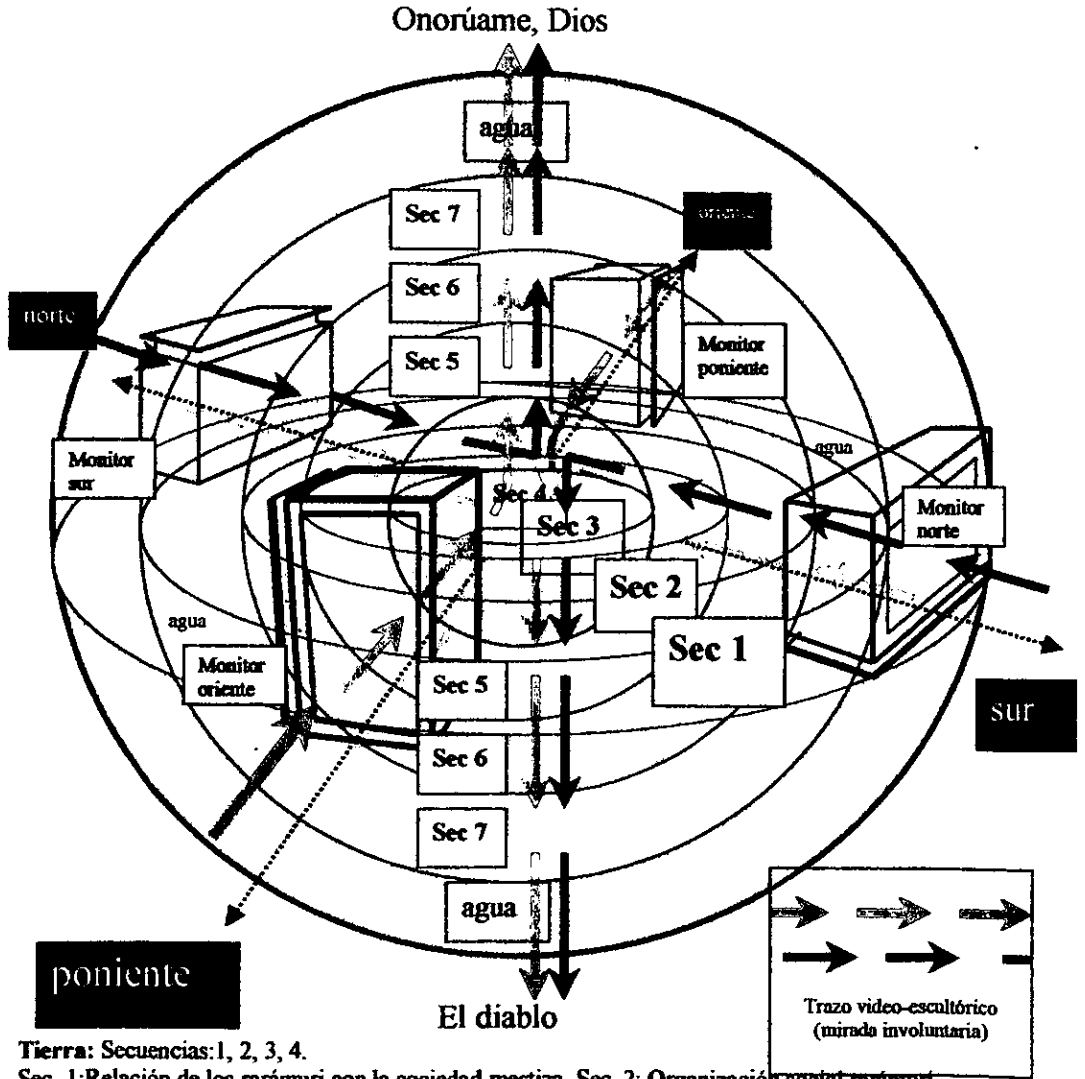 Onorúame, Dios
agua
Sec 7
oriente
Sec 6
norte
Sec 5
Monitor
poniente
agua
Monitor
sur
Sec 4
Monitor
norte
Sec 3
Sec 2
agua
Sec 1
Monitor
oriente
Sec 5
sur
Sec 6
Sec 7
agua
poniente
El diablo
Trazo video-escultórico
(mirada involuntaria)
Tierra: Secuencias:1, 2, 3, 4.
Sec. 1:Relación de los rarámuri con la sociedad mestiza. Sec. 2: Organización